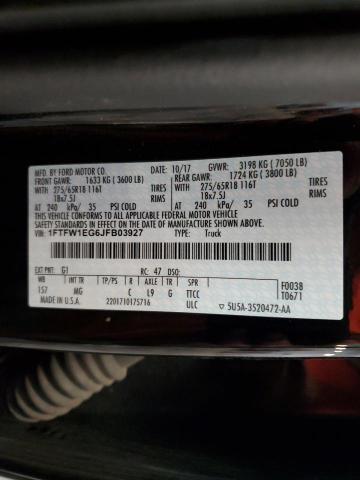 MFD. BY FORD MOTOR CO. 10/17 GVWR: 3198 KG ( 7050 LB)
FRONT GAWR: 1633 KG ( 3600 LB) REAR GAWR: 1724 KG ( 3800 LB)
WITH 275/65R18 116T TIRES WITH 275/65R18 116T TIRES
18x7.5J RIMS 18x7.5J RIMS
AT 240 kPa/ 35 PSI COLD AT 240 kPa/ 35 PSI COLD
THIS VEHICLE CONFORMS TO ALL APPLICABLE FEDERAL MOTOR VEHICLE
SAFETY, BUMPER, AND THEFT PREVENTION STANDARDS IN
EFFECT ON THE DATE OF MANUFACTURE SHOWN ABOVE.
VIN: 1FTFW1EG6JFB03927 TYPE: Truck
EXT PNT: G1 RC: 47 DSO:
WB BRK INT TR TP/PS R AXLE TR SPR F0038
157 MG C L9 G TTCC T0671
MADE IN U.S.A. 2201710175716 ULC 5U5A-3520472-AA